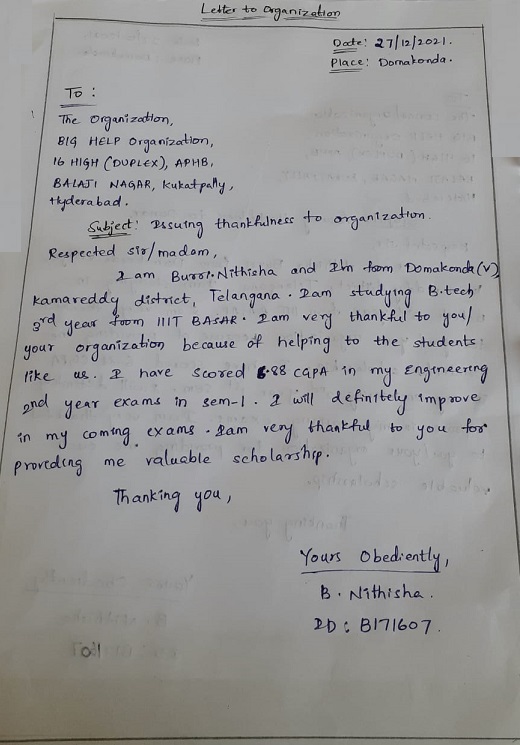 Letter to Organization
Date: 27/12/2021.
Place: Domakonda.
To:
The Organization,
BIG HELP Organization,
16 HIGH (DUPLEX), APHB,
BALAJI NAGAR, Kukatpally,
Hyderabad.
Subject: Issuing thankfulness to organization.
Respected sir/madam,
I am Burri.Nithisha and I'm from Domakonda(V),
Kamareddy district, Telangana. I am studying B.tech
3rd year from IIIT BASAR. I am very thankful to you/
your organization because of helping to the students
like us. I have scored 6.88 CGPA in my Engineering
2nd year exams in sem-1. I will definitely improve
in my coming exams. I am very thankful to you for
providing me valuable scholarship.
Thanking you,
Yours Obediently,
B. Nithisha.
ID: B171607.